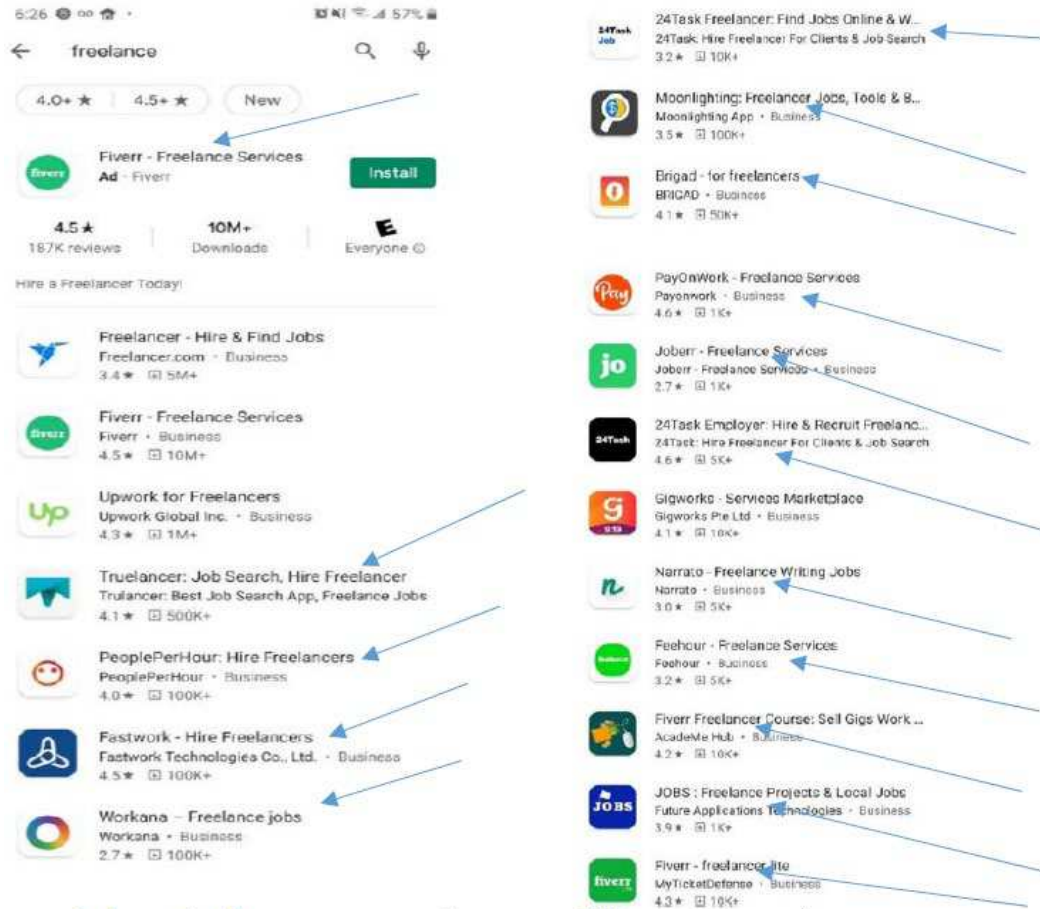 6:26 57%
freelance
4.0+ ★ 4.5+ ★ New
fiverr
Fiverr - Freelance Services
Ad · Fiverr
Install
4.5 ★ 10M+ E
187K reviews Downloads Everyone
Hire a Freelancer Today!
Freelancer - Hire & Find Jobs
Freelancer.com · Business
3.4 ★ 5M+
fiverr
Fiverr - Freelance Services
Fiverr · Business
4.5 ★ 10M+
Up
Upwork for Freelancers
Upwork Global Inc. · Business
4.3 ★ 1M+
Truelancer: Job Search, Hire Freelancer
Trulancer: Best Job Search App, Freelance Jobs
4.1 ★ 500K+
PeoplePerHour: Hire Freelancers
PeoplePerHour · Business
4.0 ★ 100K+
Fastwork - Hire Freelancers
Fastwork Technologies Co., Ltd. · Business
4.5 ★ 100K+
Workana – Freelance jobs
Workana · Business
2.7 ★ 100K+
24Task
Job
24Task Freelancer: Find Jobs Online & W...
24Task: Hire Freelancer For Clients & Job Search
3.2 ★ 10K+
Moonlighting: Freelancer Jobs, Tools & B...
Moonlighting App · Business
3.5 ★ 100K+
Brigad - for freelancers
BRIGAD · Business
4.1 ★ 50K+
Pay
PayOnWork - Freelance Services
Payonwork · Business
4.6 ★ 1K+
jo
Joberr - Freelance Services
Joberr - Freelance Services · Business
2.7 ★ 1K+
24Task
24Task Employer: Hire & Recruit Freelanc...
24Task: Hire Freelancer For Clients & Job Search
4.6 ★ 5K+
Gigworks - Services Marketplace
Gigworks Pte Ltd · Business
4.1 ★ 10K+
n
Narrato - Freelance Writing Jobs
Narrato · Business
3.0 ★ 5K+
Feehour - Freelance Services
Feehour · Business
3.2 ★ 5K+
Fiverr Freelancer Course: Sell Gigs Work ...
AcadeMe Hub · Business
4.2 ★ 10K+
JOBS
JOBS : Freelance Projects & Local Jobs
Future Applications Technologies · Business
3.9 ★ 1K+
fiverr
Fiverr - freelancer lite
MyTicketDefense · Business
4.3 ★ 10K+